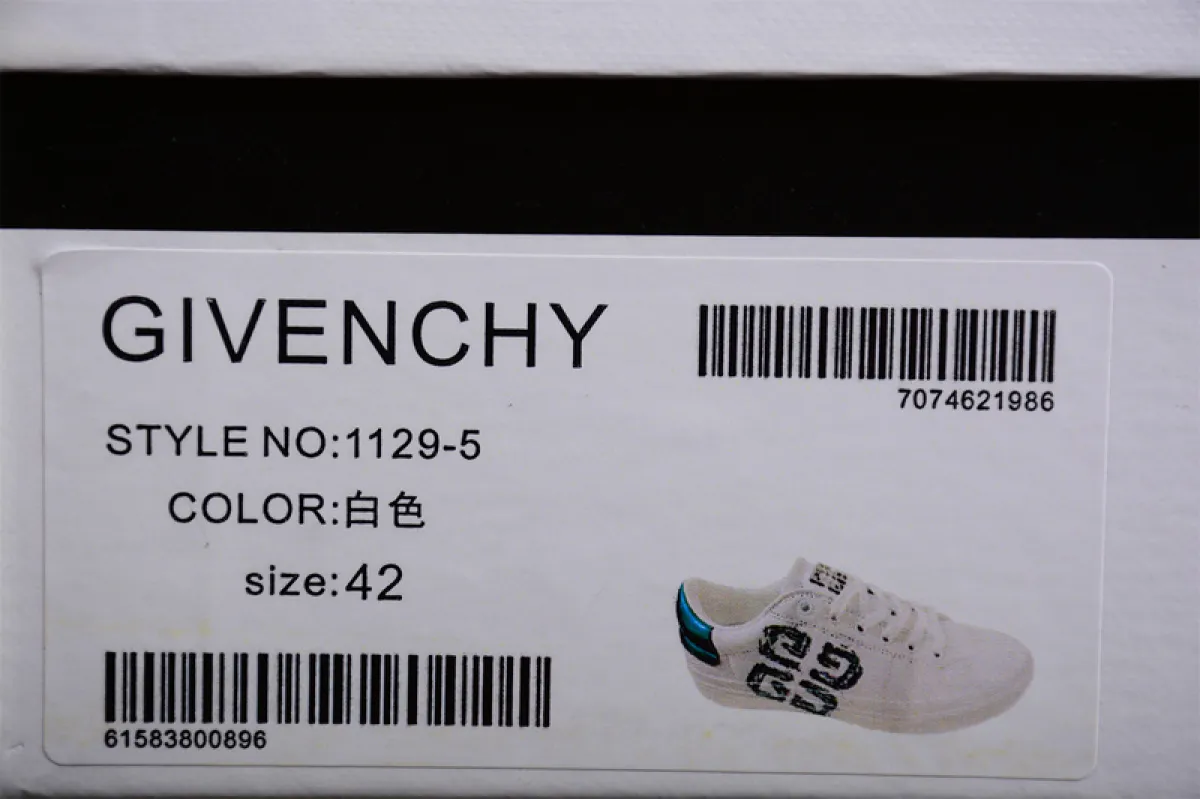 GIVENCHY
7074621986
STYLE NO:1129-5
COLOR:白色
size:42
61583800896